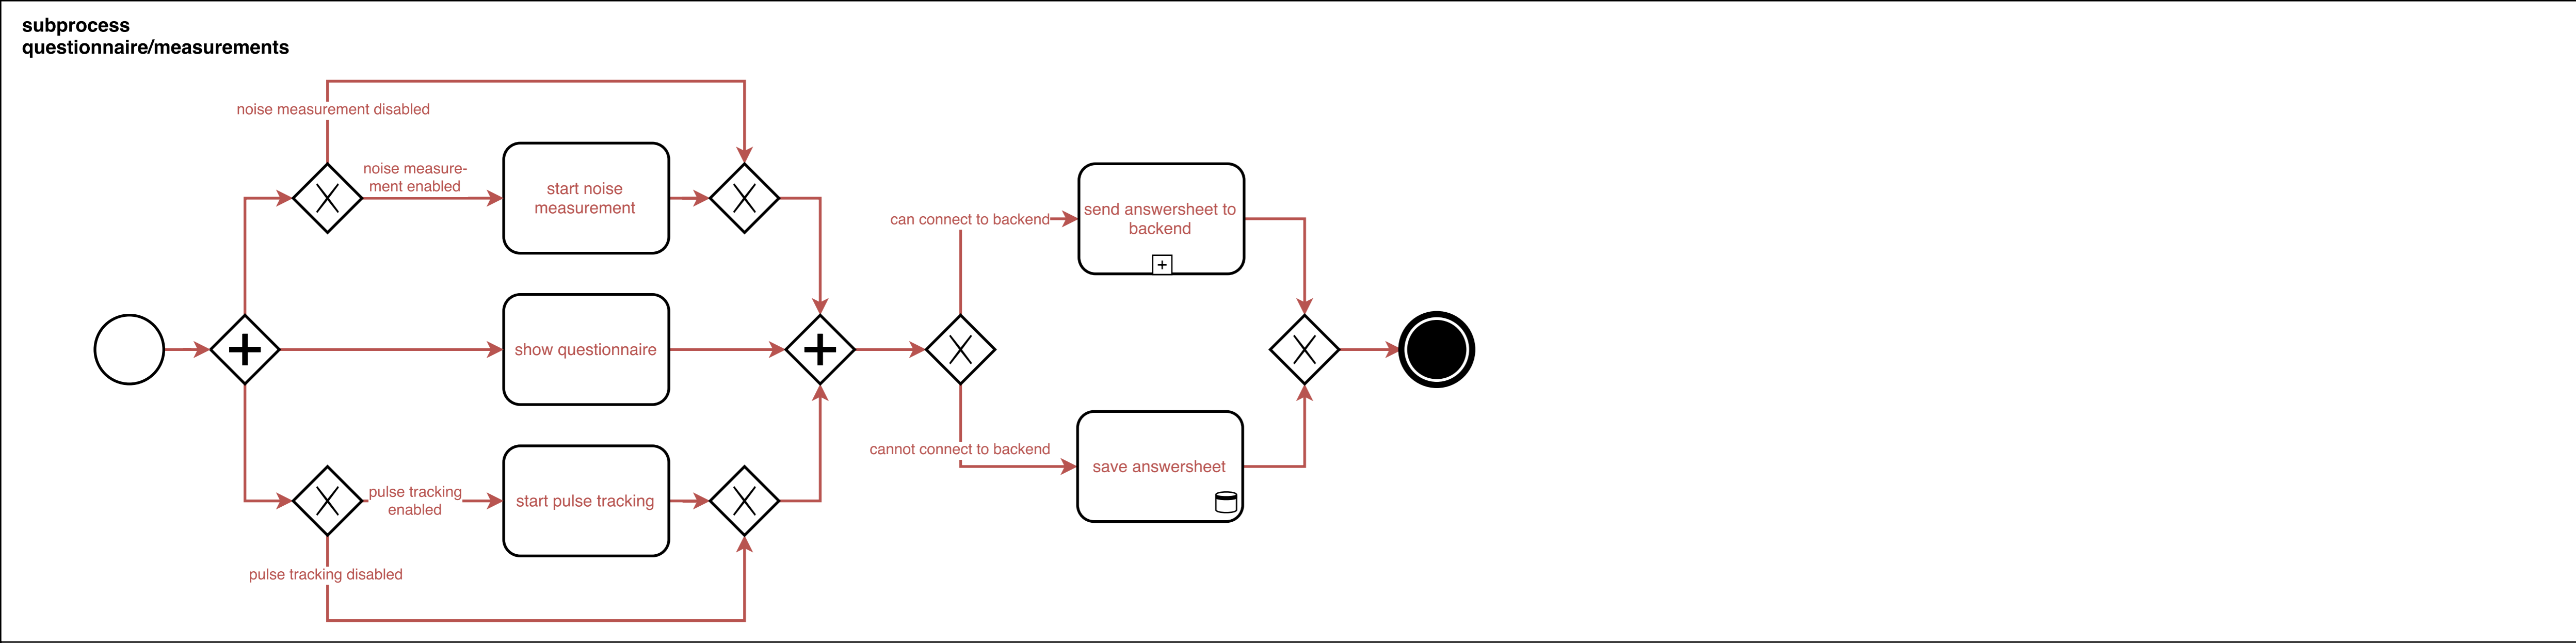 subprocess
questionnaire/measurements
noise measurement disabled
noise measure-
ment enabled
start noise
measurement
can connect to backend
send answersheet to
backend
show questionnaire
cannot connect to backend
save answersheet
pulse tracking
enabled
start pulse tracking
pulse tracking disabled